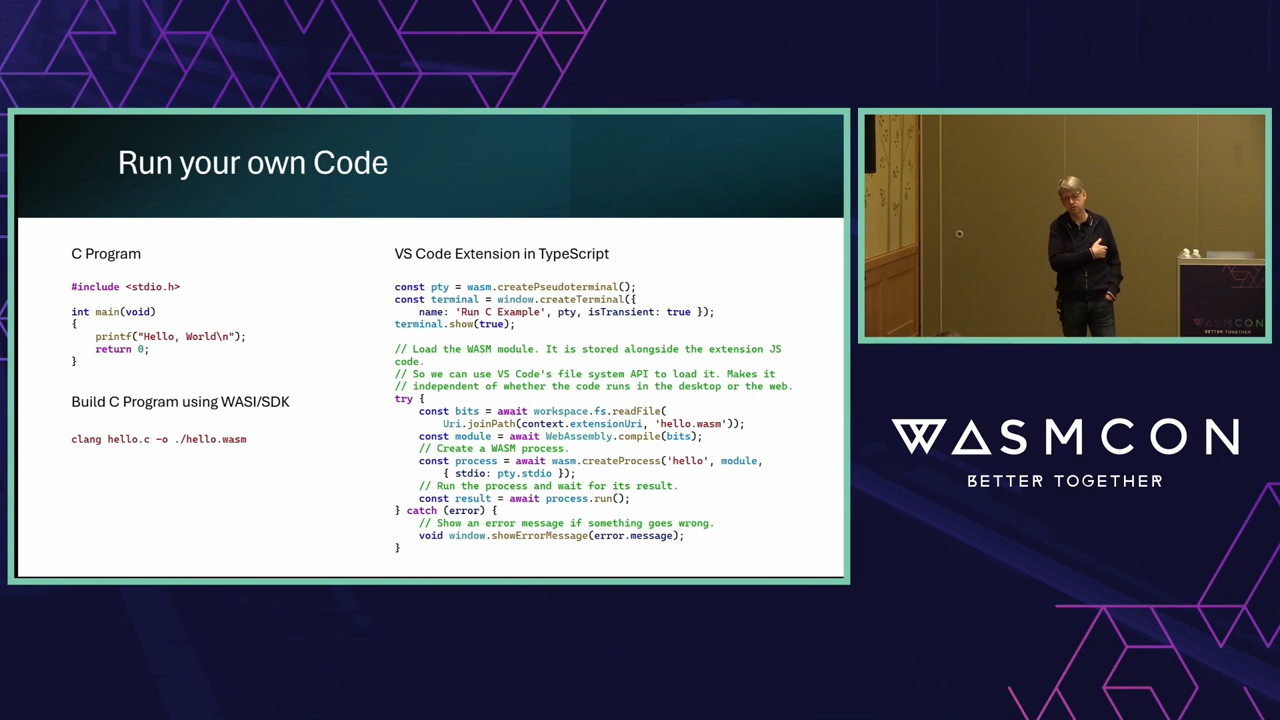 Run your own Code
C Program
#include <stdio.h>
int main(void)
{
    printf("Hello, World\n");
    return 0;
}
Build C Program using WASI/SDK
clang hello.c -o ./hello.wasm
VS Code Extension in TypeScript
const pty = wasm.createPseudoterminal();
const terminal = window.createTerminal({
    name: 'Run C Example', pty, isTransient: true });
terminal.show(true);
// Load the WASM module. It is stored alongside the extension JS
code.
// So we can use VS Code's file system API to load it. Makes it
// independent of whether the code runs in the desktop or the web.
try {
    const bits = await workspace.fs.readFile(
        Uri.joinPath(context.extensionUri, 'hello.wasm'));
    const module = await WebAssembly.compile(bits);
    // Create a WASM process.
    const process = await wasm.createProcess('hello', module,
        { stdio: pty.stdio });
    // Run the process and wait for its result.
    const result = await process.run();
} catch (error) {
    // Show an error message if something goes wrong.
    void window.showErrorMessage(error.message);
}
WASMCON
BETTER TOGETHER
WASMCON
BETTER TOGETHER